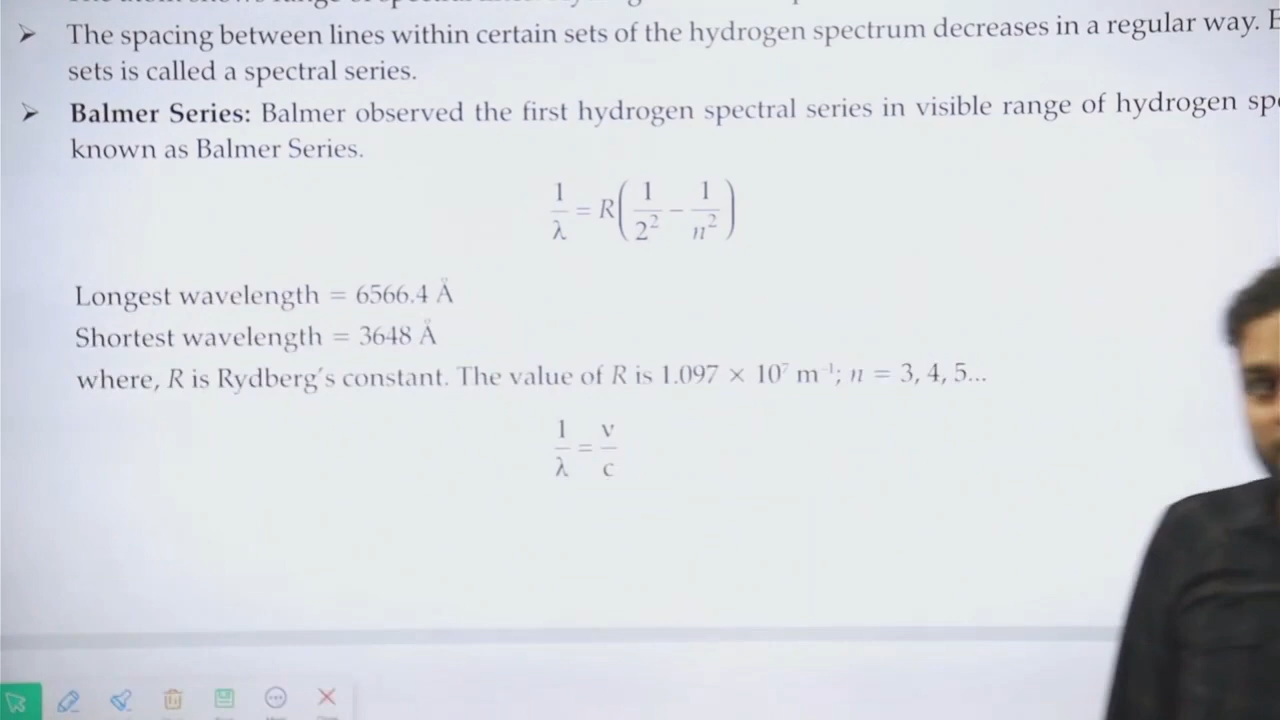 ➤ The spacing between lines within certain sets of the hydrogen spectrum decreases in a regular way.
sets is called a spectral series.
➤ Balmer Series: Balmer observed the first hydrogen spectral series in visible range of hydrogen
known as Balmer Series.
1/λ = R(1/2² − 1/n²)
Longest wavelength = 6566.4 Å
Shortest wavelength = 3648 Å
where, R is Rydberg's constant. The value of R is 1.097 × 10⁷ m⁻¹; n = 3, 4, 5...
1/λ = ν/c